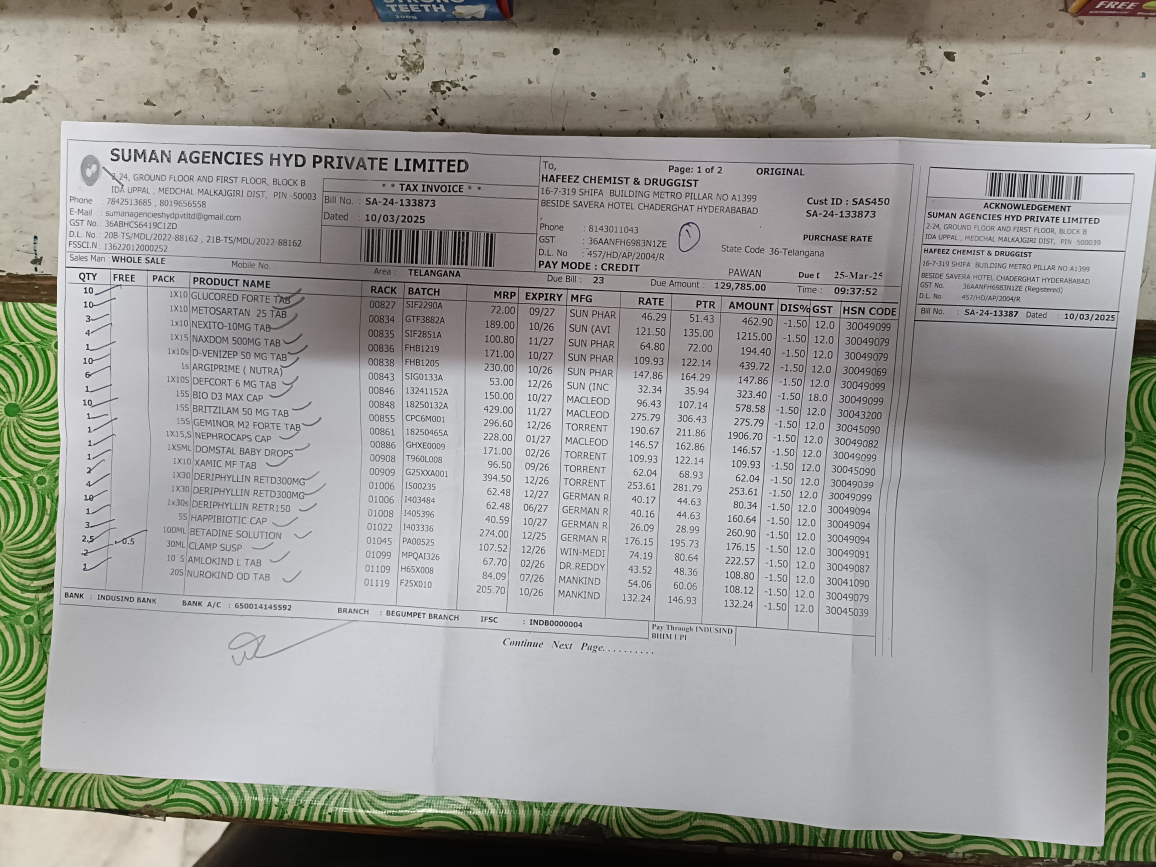 STRONG
TEETH
200g
FREE
SUMAN AGENCIES HYD PRIVATE LIMITED
2-24, GROUND FLOOR AND FIRST FLOOR, BLOCK B
IDA UPPAL , MEDCHAL MALKAJGIRI DIST, PIN -50003
Phone : 7842513685 , 8019656558
E-Mail : sumanagencieshydpvtltd@gmail.com
GST No.: 36ABHCS6419C1ZD
D.L. No : 20B-TS/MDL/2022-88162 , 21B-TS/MDL/2022-88162
FSSCI.N : 13622012000252
* * TAX INVOICE * *
Bill No. : SA-24-133873
Dated : 10/03/2025
To,
Page: 1 of 2 ORIGINAL
HAFEEZ CHEMIST & DRUGGIST
16-7-319 SHIFA BUILDING METRO PILLAR NO A1399
BESIDE SAVERA HOTEL CHADERGHAT HYDERABABAD
,
Phone : 8143011043
GST : 36AANFH6983N1ZE
D.L. No : 457/HD/AP/2004/R
Cust ID : SAS450
SA-24-133873
PURCHASE RATE
State Code 36-Telangana
1
Sales Man : WHOLE SALE Mobile No. Area : TELANGANA
PAY MODE : CREDIT PAWAN Due t 25-Mar-25
Due Bill : 23 Due Amount : 129,785.00 Time : 09:37:52
QTY FREE PACK PRODUCT NAME RACK BATCH MRP EXPIRY MFG RATE PTR AMOUNT DIS% GST HSN CODE
10 1X10 GLUCORED FORTE TAB 00827 SIF2290A 72.00 09/27 SUN PHAR 46.29 51.43 462.90 -1.50 12.0 30049099
10 1X10 METOSARTAN 25 TAB 00834 GTF3882A 189.00 10/26 SUN (AVI 121.50 135.00 1215.00 -1.50 12.0 30049079
3 1x10 NEXITO-10MG TAB 00835 SIF2851A 100.80 11/27 SUN PHAR 64.80 72.00 194.40 -1.50 12.0 30049079
4 1X15 NAXDOM 500MG TAB 00836 FHB1219 171.00 10/27 SUN PHAR 109.93 122.14 439.72 -1.50 12.0 30049069
1 1x10s D-VENIZEP 50 MG TAB 00838 FHB1205 230.00 10/26 SUN PHAR 147.86 164.29 147.86 -1.50 12.0 30049099
10 1s ARGIPRIME ( NUTRA) 00843 SIG0133A 53.00 12/26 SUN (INC 32.34 35.94 323.40 -1.50 18.0 30049099
6 1X10S DEFCORT 6 MG TAB 00846 13241152A 150.00 10/27 MACLEOD 96.43 107.14 578.58 -1.50 12.0 30043200
1 15S BIO D3 MAX CAP 00848 18250132A 429.00 11/27 MACLEOD 275.79 306.43 275.79 -1.50 12.0 30045090
10 15S BRITZILAM 50 MG TAB 00855 CPC6M001 296.60 12/26 TORRENT 190.67 211.86 1906.70 -1.50 12.0 30049082
1 15S GEMINOR M2 FORTE TAB 00861 18250465A 228.00 01/27 MACLEOD 146.57 162.86 146.57 -1.50 12.0 30049099
1 1X15,S NEPHROCAPS CAP 00886 GHXE0009 171.00 02/26 TORRENT 109.93 122.14 109.93 -1.50 12.0 30045090
1 1X5ML DOMSTAL BABY DROPS 00908 T960L008 96.50 09/26 TORRENT 62.04 68.93 62.04 -1.50 12.0 30049039
1 1X10 XAMIC MF TAB 00909 G25XXA001 394.50 12/26 TORRENT 253.61 281.79 253.61 -1.50 12.0 30049099
2 1X30 DERIPHYLLIN RETD300MG 01006 I500235 62.48 12/27 GERMAN R 40.17 44.63 80.34 -1.50 12.0 30049094
4 1X30 DERIPHYLLIN RETD300MG 01006 I403484 62.48 06/27 GERMAN R 40.16 44.63 160.64 -1.50 12.0 30049094
10 1x30s DERIPHYLLIN RETR150 01008 I405396 40.59 10/27 GERMAN R 26.09 28.99 260.90 -1.50 12.0 30049094
1 5S HAPPIBIOTIC CAP 01022 I403336 274.00 12/25 GERMAN R 176.15 195.73 176.15 -1.50 12.0 30049091
3 100ML BETADINE SOLUTION 01045 PA00525 107.52 12/26 WIN-MEDI 74.19 80.64 222.57 -1.50 12.0 30049087
2.5 0.5 30ML CLAMP SUSP 01099 MPQAI326 67.70 02/26 DR.REDDY 43.52 48.36 108.80 -1.50 12.0 30041090
2 10 S AMLOKIND L TAB 01109 H65X008 84.09 07/26 MANKIND 54.06 60.06 108.12 -1.50 12.0 30049079
1 20S NUROKIND OD TAB 01119 F25X010 205.70 10/26 MANKIND 132.24 146.93 132.24 -1.50 12.0 30045039
BANK : INDUSIND BANK BANK A/C : 650014145592 BRANCH : BEGUMPET BRANCH IFSC : INDB0000004
Pay Through INDUSIND
BHIM UPI
Continue Next Page.........
ACKNOWLEDGEMENT
SUMAN AGENCIES HYD PRIVATE LIMITED
2-24, GROUND FLOOR AND FIRST FLOOR, BLOCK B
IDA UPPAL , MEDCHAL MALKAJGIRI DIST, PIN -500039
HAFEEZ CHEMIST & DRUGGIST
16-7-319 SHIFA BUILDING METRO PILLAR NO A1399
BESIDE SAVERA HOTEL CHADERGHAT HYDERABABAD
GST No. : 36AANFH6983N1ZE (Registered)
D.L. No. : 457/HD/AP/2004/R
Bill No. : SA-24-13387 Dated : 10/03/2025